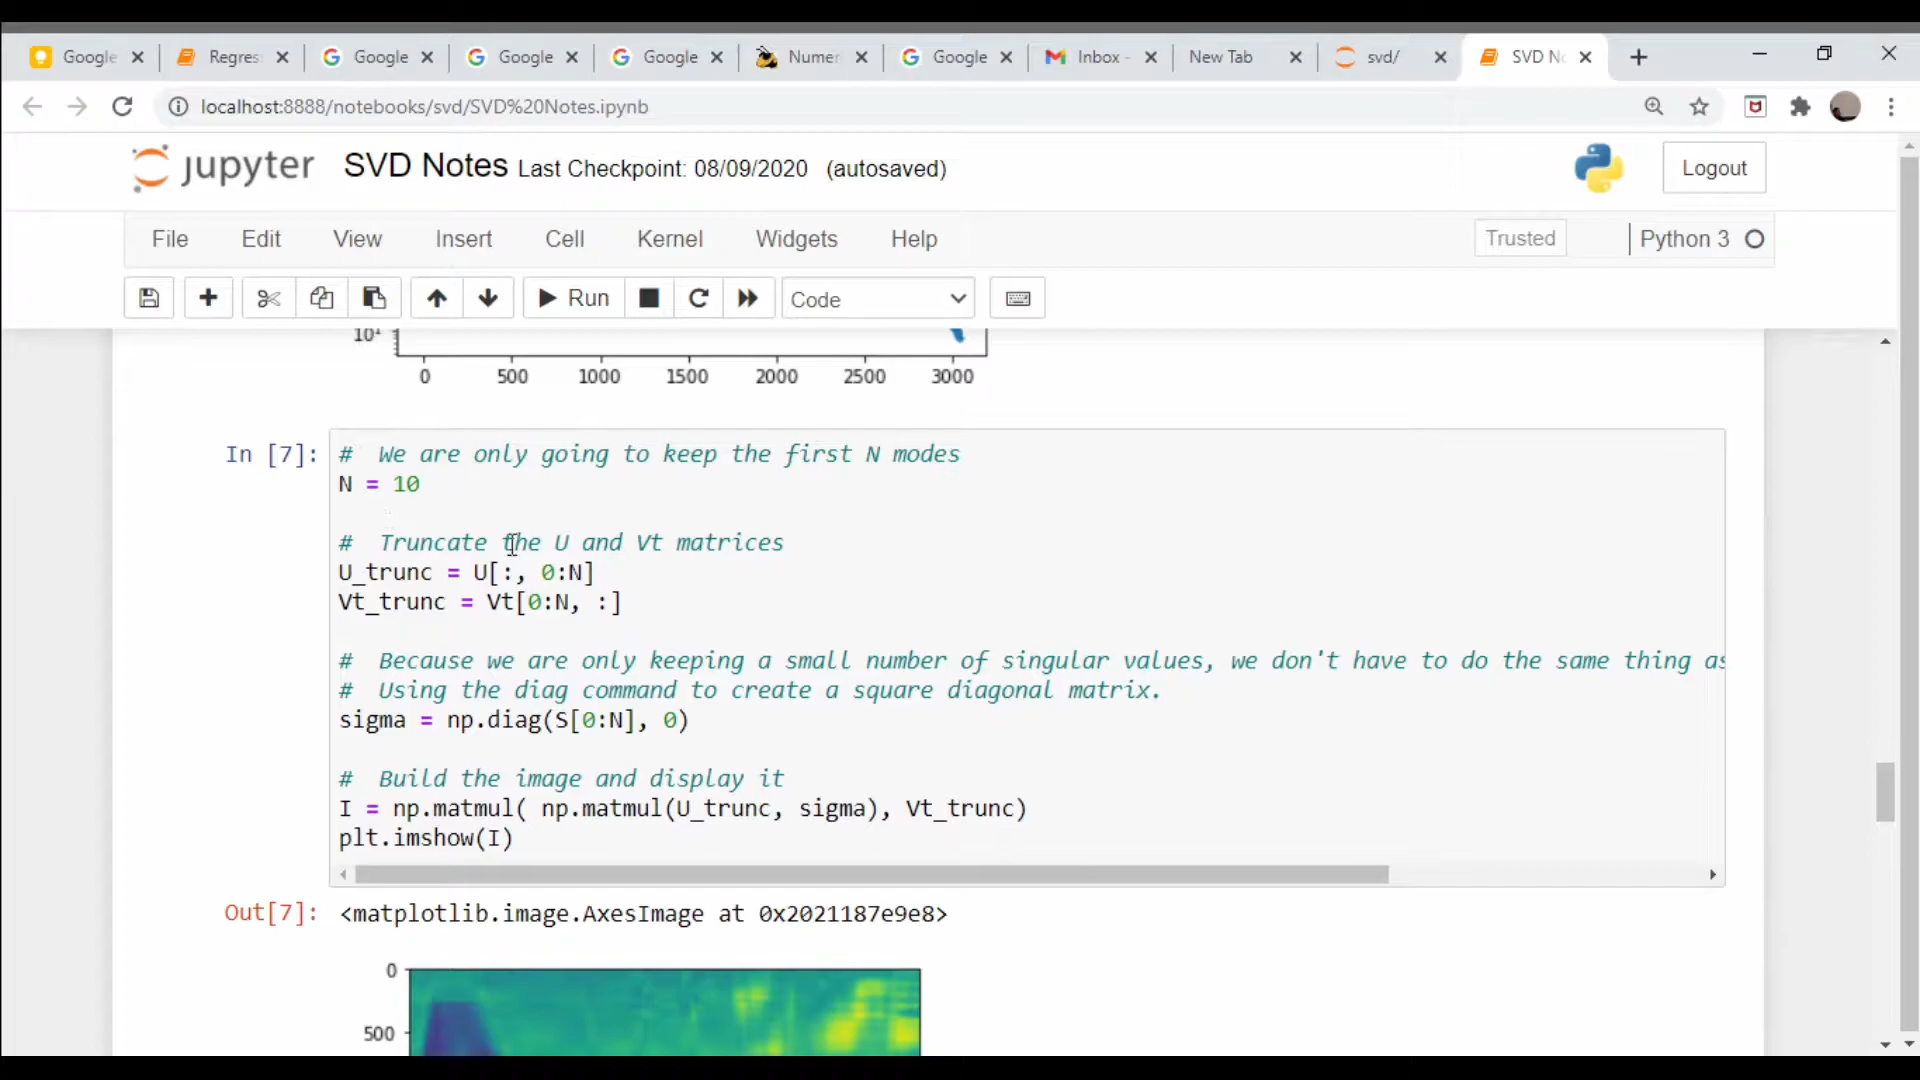 Google
Regres
Google
Google
Google
Numer
Google
Inbox -
New Tab
svd/
SVD No
localhost:8888/notebooks/svd/SVD%20Notes.ipynb
jupyter
SVD Notes Last Checkpoint: 08/09/2020 (autosaved)
Logout
File Edit View Insert Cell Kernel Widgets Help
Trusted
Python 3
Run
Code
10¹
0 500 1000 1500 2000 2500 3000
In [7]:
# We are only going to keep the first N modes
N = 10
# Truncate the U and Vt matrices
U_trunc = U[:, 0:N]
Vt_trunc = Vt[0:N, :]
# Because we are only keeping a small number of singular values, we don't have to do the same thing as
# Using the diag command to create a square diagonal matrix.
sigma = np.diag(S[0:N], 0)
# Build the image and display it
I = np.matmul( np.matmul(U_trunc, sigma), Vt_trunc)
plt.imshow(I)
Out[7]: <matplotlib.image.AxesImage at 0x2021187e9e8>
0
500